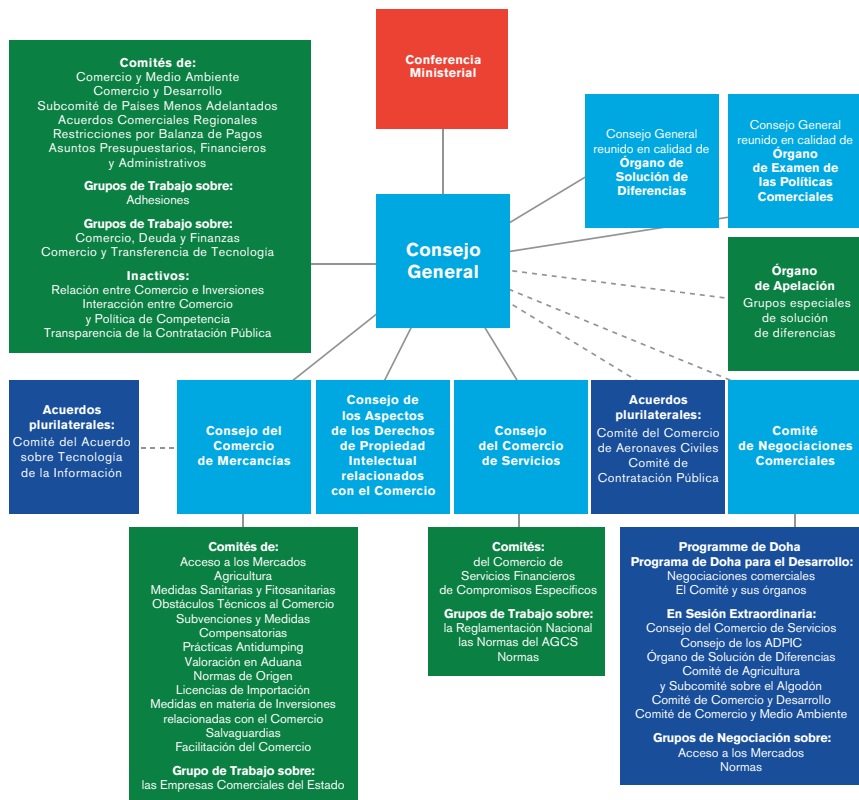 Conferencia
Ministerial
Comités de:
Comercio y Medio Ambiente
Comercio y Desarrollo
Subcomité de Países Menos Adelantados
Acuerdos Comerciales Regionales
Restricciones por Balanza de Pagos
Asuntos Presupuestarios, Financieros
y Administrativos
Grupos de Trabajo sobre:
Adhesiones
Grupos de Trabajo sobre:
Comercio, Deuda y Finanzas
Comercio y Transferencia de Tecnología
Inactivos:
Relación entre Comercio e Inversiones
Interacción entre Comercio
y Política de Competencia
Transparencia de la Contratación Pública
Consejo General
reunido en calidad de
Órgano de
Solución de
Diferencias
Consejo General
reunido en calidad de
Órgano
de Examen de
las Políticas
Comerciales
Consejo
General
Órgano
de Apelación
Grupos especiales
de solución
de diferencias
Acuerdos
plurilaterales:
Comité del Acuerdo
sobre Tecnología
de la Información
Consejo del
Comercio
de Mercancías
Consejo de
los Aspectos
de los Derechos
de Propiedad
Intelectual
relacionados
con el Comercio
Consejo
del Comercio
de Servicios
Acuerdos
plurilaterales:
Comité del Comercio
de Aeronaves Civiles
Comité de
Contratación Pública
Comité
de Negociaciones
Comerciales
Comités de:
Acceso a los Mercados
Agricultura
Medidas Sanitarias y Fitosanitarias
Obstáculos Técnicos al Comercio
Subvenciones y Medidas
Compensatorias
Prácticas Antidumping
Valoración en Aduana
Normas de Origen
Licencias de Importación
Medidas en materia de Inversiones
relacionadas con el Comercio
Salvaguardias
Facilitación del Comercio
Grupo de Trabajo sobre:
las Empresas Comerciales del Estado
Comités:
del Comercio de
Servicios Financieros
de Compromisos Específicos
Grupos de Trabajo sobre:
la Reglamentación Nacional
las Normas del AGCS
Normas
Programme de Doha
Programa de Doha para el Desarrollo:
Negociaciones comerciales
El Comité y sus órganos
En Sesión Extraordinaria:
Consejo del Comercio de Servicios
Consejo de los ADPIC
Órgano de Solución de Diferencias
Comité de Agricultura
y Subcomité sobre el Algodón
Comité de Comercio y Desarrollo
Comité de Comercio y Medio Ambiente
Grupos de Negociación sobre:
Acceso a los Mercados
Normas